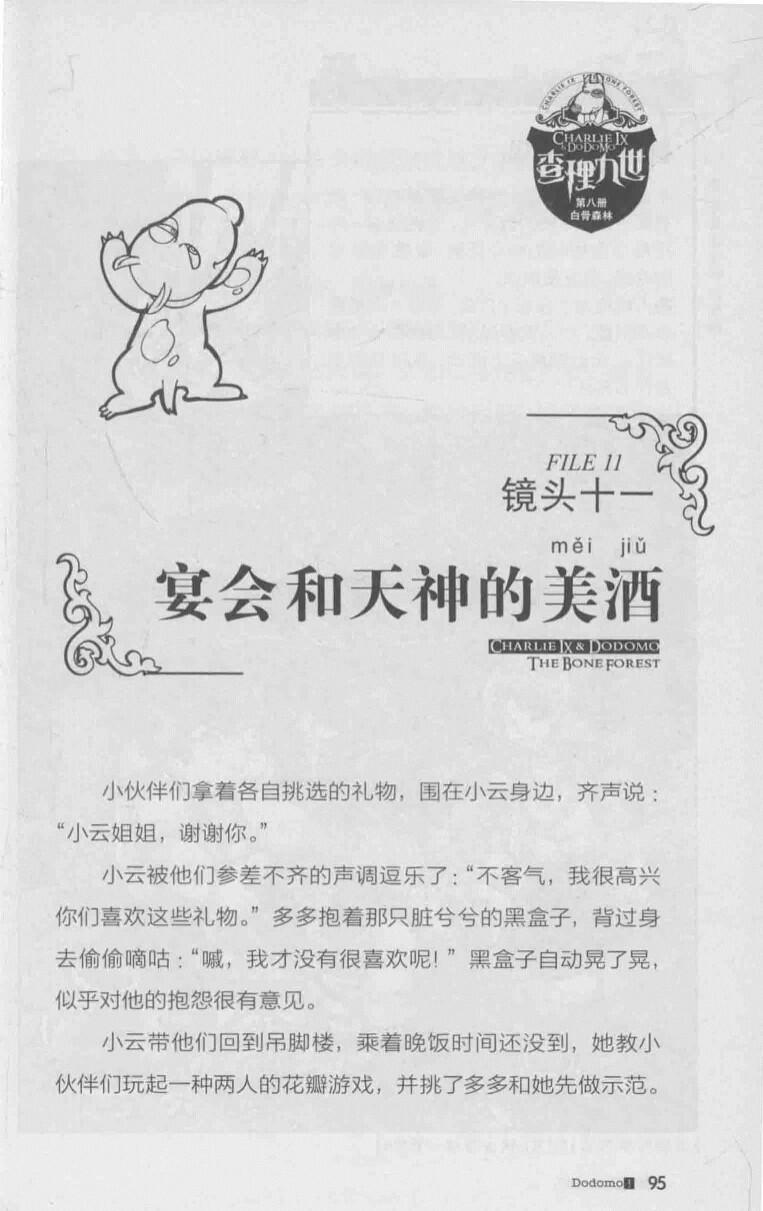 CHARLIE IX ONE FOREST
CHARLIE IX
& DODOMO
查理九世
第八册
白骨森林
FILE 11
镜头十一
měi jiǔ
宴会和天神的美酒
CHARLIE IX & DODOMO
THE BONE FOREST
小伙伴们拿着各自挑选的礼物，围在小云身边，齐声说：
“小云姐姐，谢谢你。”
小云被他们参差不齐的声调逗乐了：“不客气，我很高兴
你们喜欢这些礼物。”多多抱着那只脏兮兮的黑盒子，背过身
去偷偷嘀咕：“嘁，我才没有很喜欢呢！”黑盒子自动晃了晃，
似乎对他的抱怨很有意见。
小云带他们回到吊脚楼，乘着晚饭时间还没到，她教小
伙伴们玩起一种两人的花瓣游戏，并挑了多多和她先做示范。
Dodomo 1 95